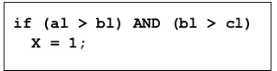 if (al > bl) AND (bl > cl)
X = 1;